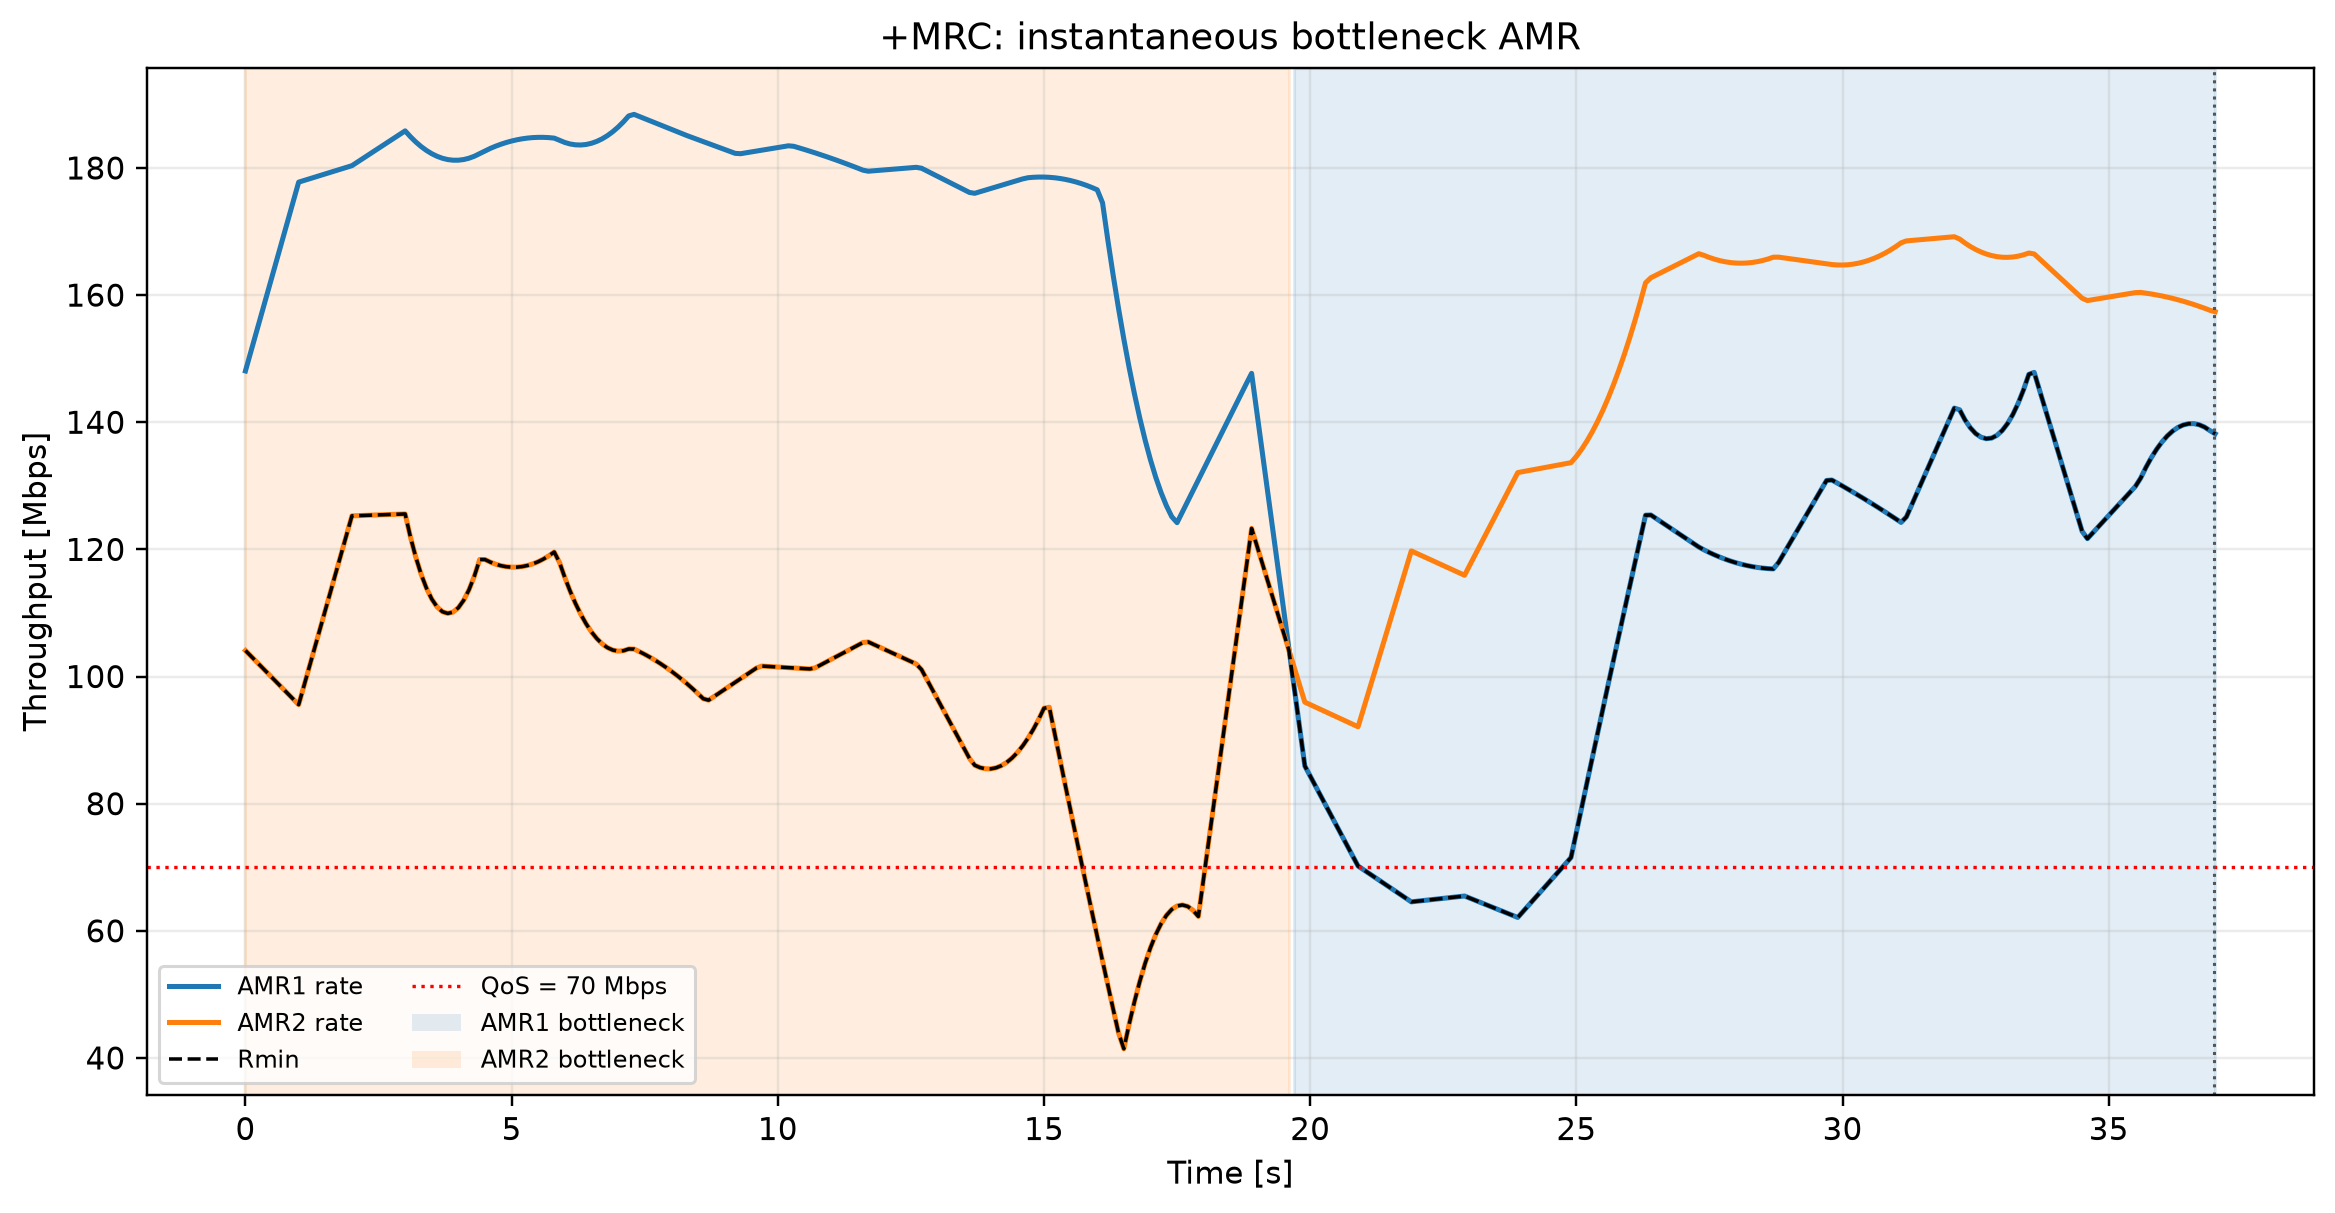 +MRC: instantaneous bottleneck AMR
Throughput [Mbps]
180
160
140
120
100
80
60
40
AMR1 rate
AMR2 rate
Rmin
QoS = 70 Mbps
AMR1 bottleneck
AMR2 bottleneck
0 5 10 15 20 25 30 35
Time [s]